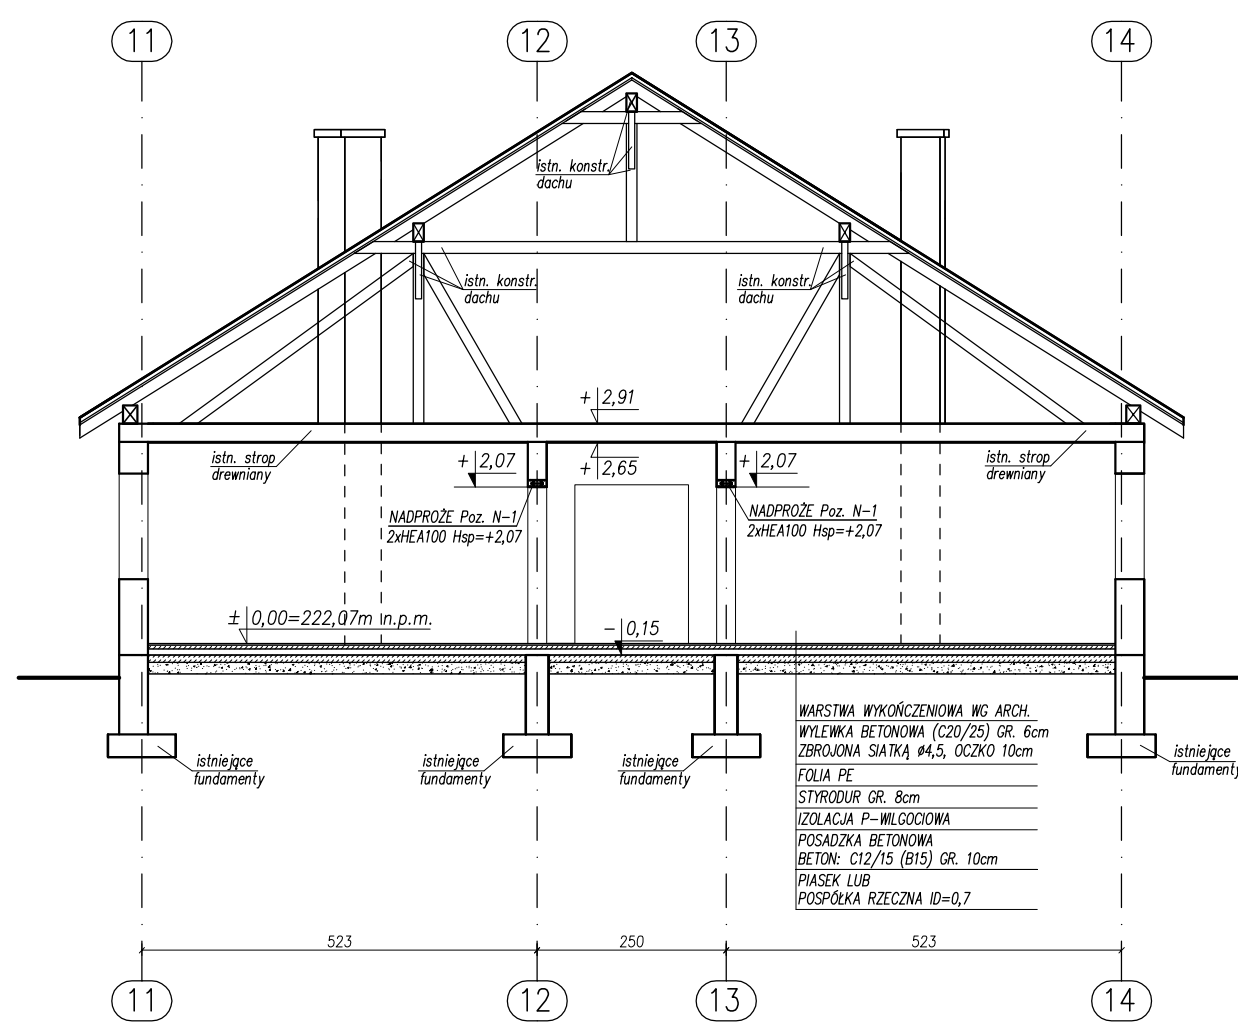 11
12
13
14
istn. konstr.
dachu
istn. konstr.
dachu
istn. konstr.
dachu
+ 2,91
istn. strop
drewniany
+ 2,07
+ 2,65
+ 2,07
istn. strop
drewniany
NADPROŻE Poz. N-1
2xHEA100 Hsp=+2,07
NADPROŻE Poz. N-1
2xHEA100 Hsp=+2,07
± 0,00=222,07m n.p.m.
- 0,15
WARSTWA WYKOŃCZENIOWA WG ARCH.
WYLEWKA BETONOWA (C20/25) GR. 6cm
ZBROJONA SIATKĄ ø4,5, OCZKO 10cm
FOLIA PE
STYRODUR GR. 8cm
IZOLACJA P-WILGOCIOWA
POSADZKA BETONOWA
BETON: C12/15 (B15) GR. 10cm
PIASEK LUB
POSPÓŁKA RZECZNA ID=0,7
istniejące
fundamenty
istniejące
fundamenty
istniejące
fundamenty
istniejące
fundamenty
523
250
523
11
12
13
14